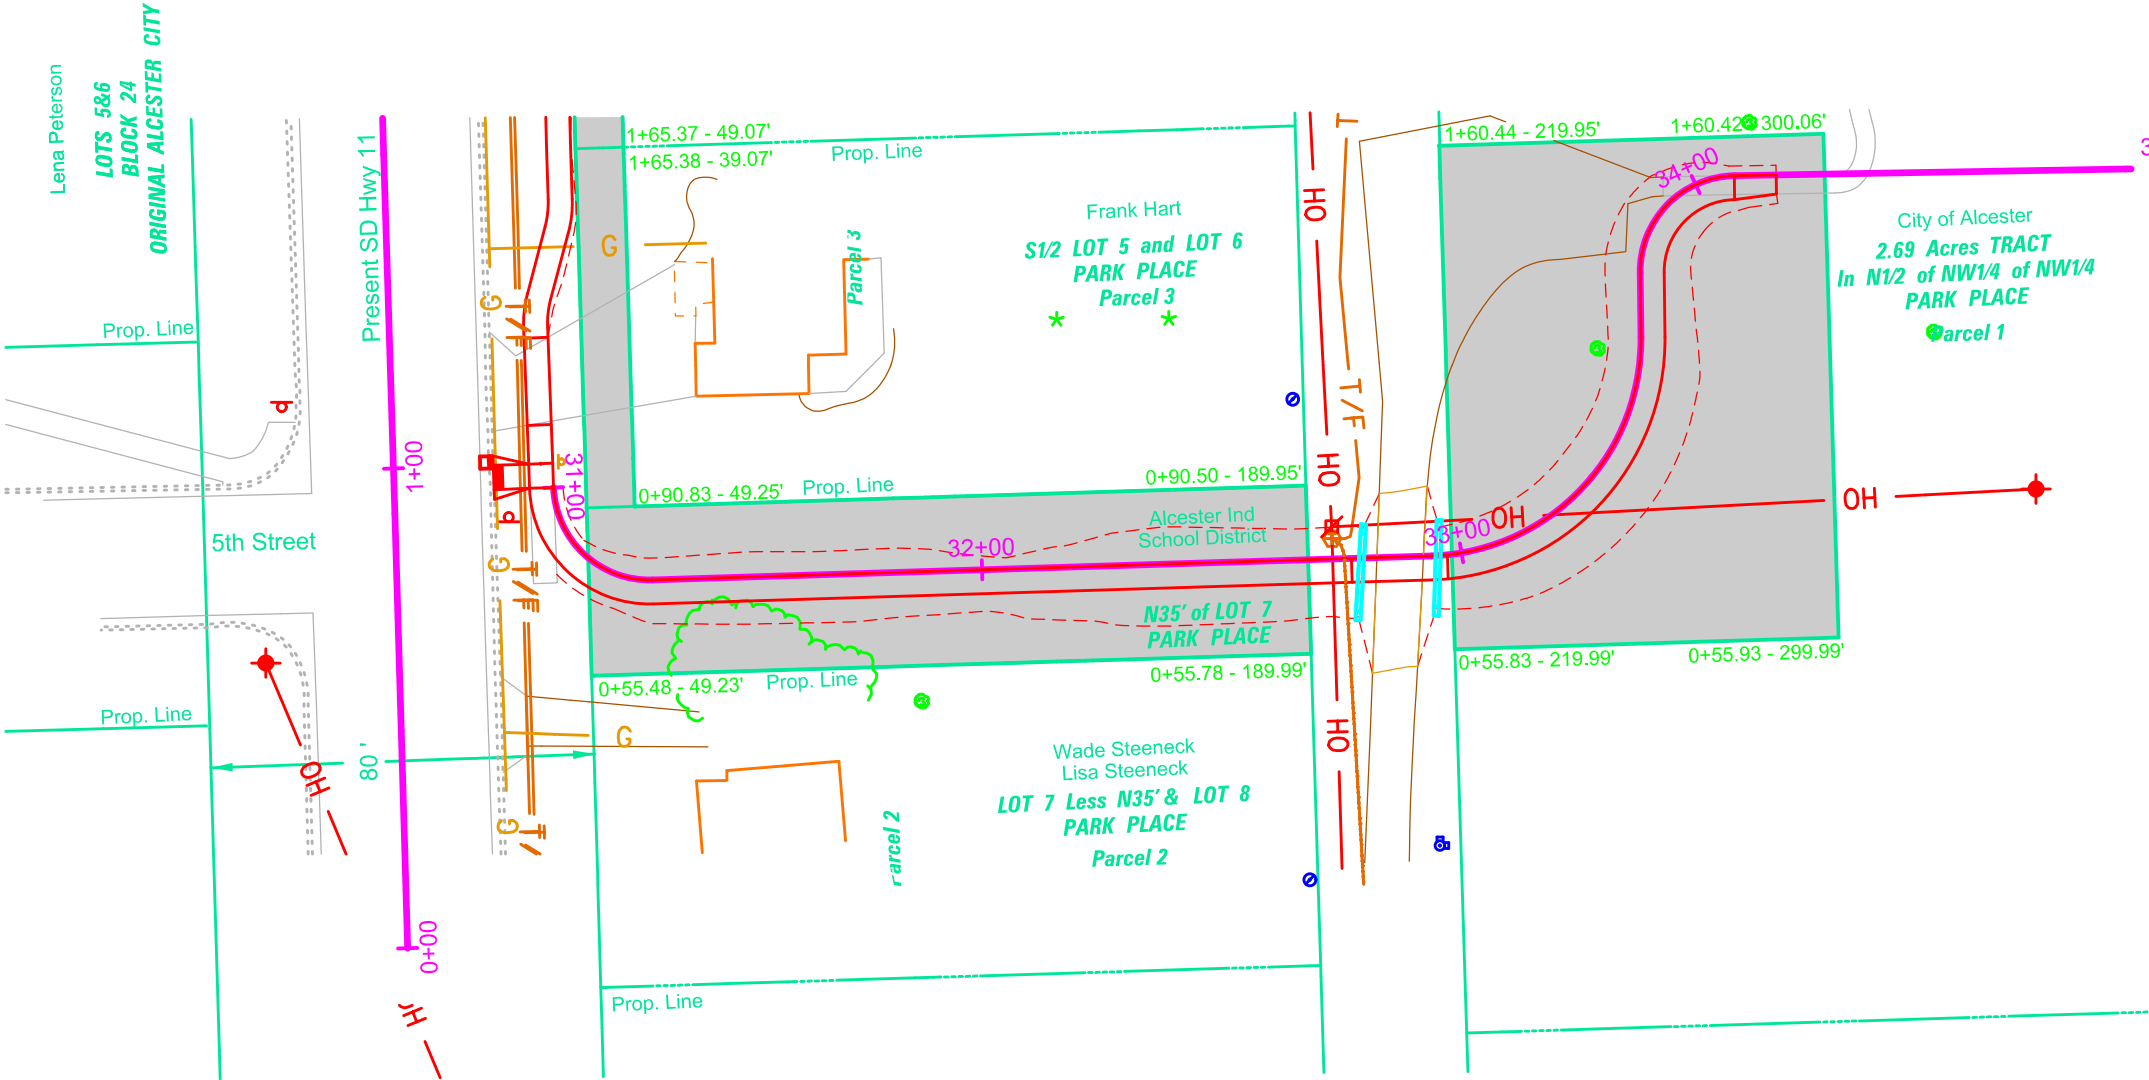 Lena Peterson
LOTS 5&6
BLOCK 24
ORIGINAL ALCESTER CITY
Present SD Hwy 11
1+65.37 - 49.07'
1+65.38 - 39.07'
Prop. Line
1+60.44 - 219.95'
1+60.42 - 300.06'
34+00
3
T
OH
Frank Hart
S1/2 LOT 5 and LOT 6
PARK PLACE
Parcel 3
Parcel 3
City of Alcester
2.69 Acres TRACT
In N1/2 of NW1/4 of NW1/4
PARK PLACE
Parcel 1
G
G
T/F
Prop. Line
T/F
1+00
31+00
P
OH
0+90.83 - 49.25'
Prop. Line
0+90.50 - 189.95'
OH
OH
Alcester Ind
School District
33+00
32+00
5th Street
G
T/F
N35' of LOT 7
PARK PLACE
0+55.48 - 49.23'
Prop. Line
0+55.78 - 189.99'
0+55.83 - 219.99'
0+55.93 - 299.99'
Prop. Line
80'
OH
G
OH
Wade Steeneck
Lisa Steeneck
LOT 7 Less N35' & LOT 8
PARK PLACE
Parcel 2
Parcel 2
G
T/
0+00
Prop. Line
H